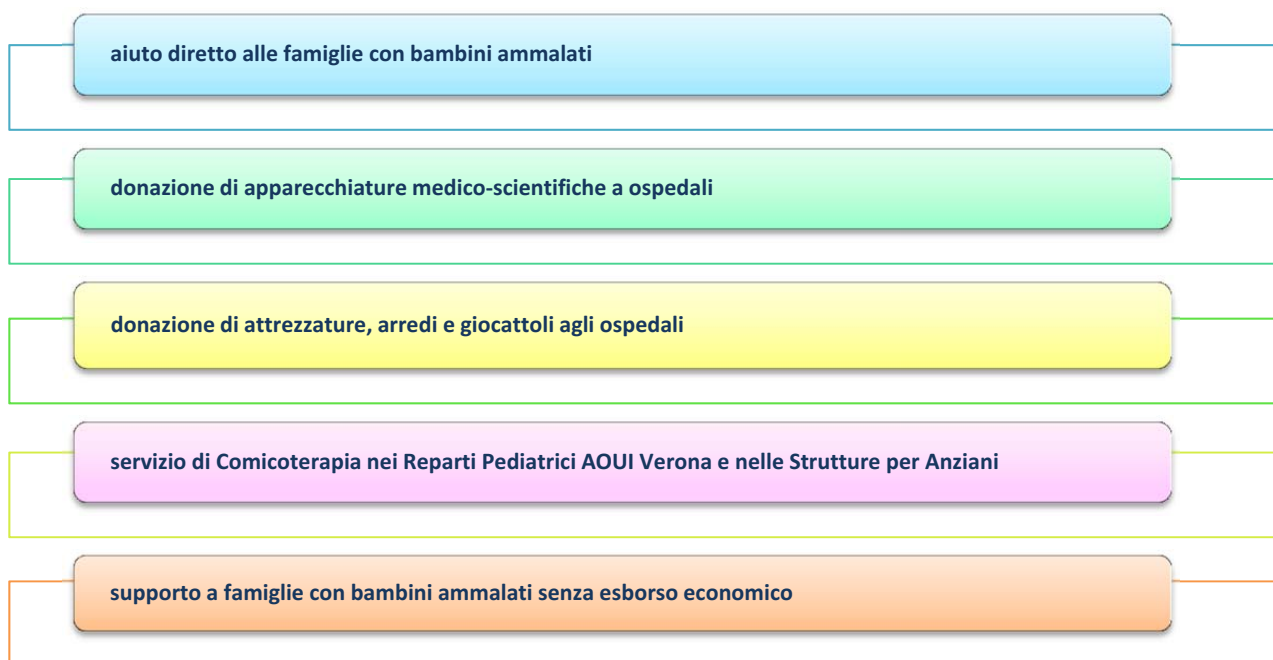 aiuto diretto alle famiglie con bambini ammalati
donazione di apparecchiature medico-scientifiche a ospedali
donazione di attrezzature, arredi e giocattoli agli ospedali
servizio di Comicoterapia nei Reparti Pediatrici AOUI Verona e nelle Strutture per Anziani
supporto a famiglie con bambini ammalati senza esborso economico